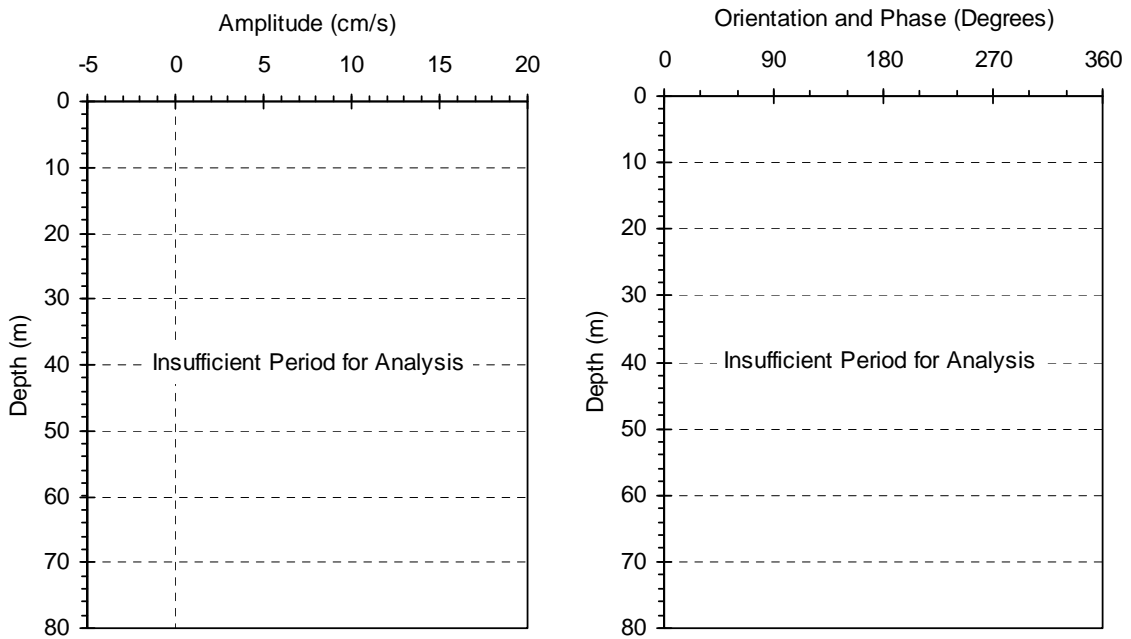 Amplitude (cm/s)
-5 0 5 10 15 20
0
10
20
30
40
50
60
70
80
Depth (m)
Insufficient Period for Analysis
Orientation and Phase (Degrees)
0 90 180 270 360
0
10
20
30
40
50
60
70
80
Depth (m)
Insufficient Period for Analysis